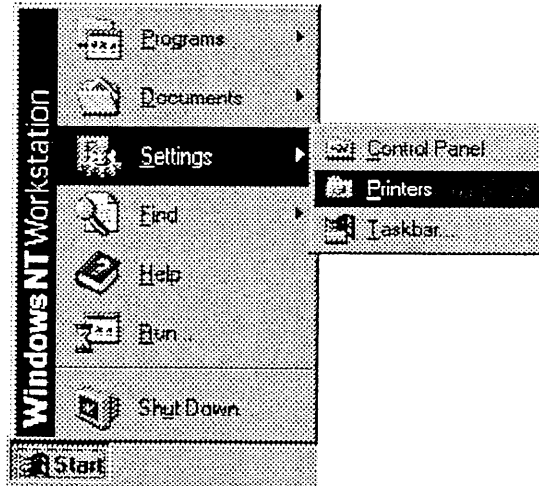 Windows NT Workstation
Programs
Documents
Settings
Find
Help
Run...
Shut Down
Start
Control Panel
Printers
Taskbar...